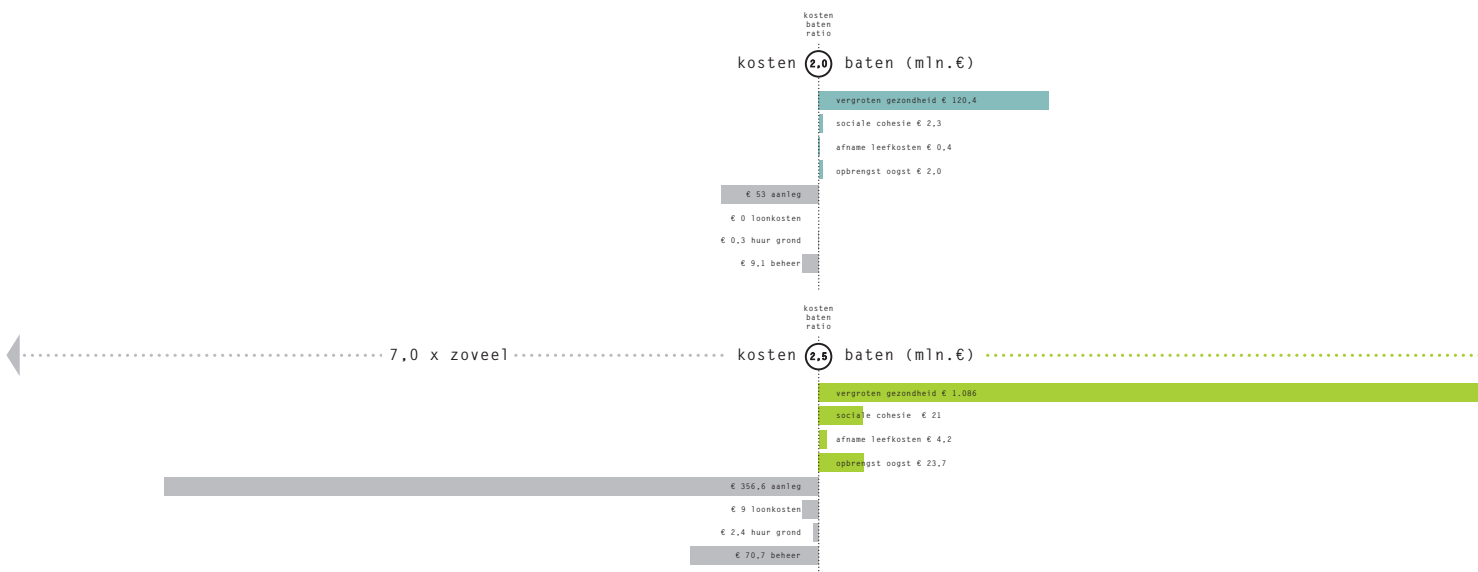 kosten
baten
ratio
kosten 2,0 baten (mln.€)
vergroten gezondheid € 120,4
sociale cohesie € 2,3
afname leefkosten € 0,4
opbrengst oogst € 2,0
€ 53 aanleg
€ 0 loonkosten
€ 0,3 huur grond
€ 9,1 beheer
kosten
baten
ratio
7,0 x zoveel kosten 2,5 baten (mln.€)
vergroten gezondheid € 1.086
sociale cohesie € 21
afname leefkosten € 4,2
opbrengst oogst € 23,7
€ 356,6 aanleg
€ 9 loonkosten
€ 2,4 huur grond
€ 70,7 beheer